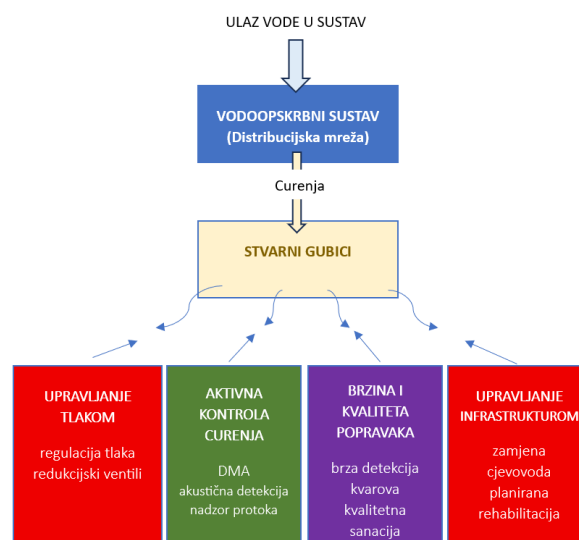 ULAZ VODE U SUSTAV
VODOOPSKRBNI SUSTAV
(Distribucijska mreža)
Curenja
STVARNI GUBICI
UPRAVLJANJE
TLAKOM
regulacija tlaka
redukcijski ventili
AKTIVNA
KONTROLA
CURENJA
DMA
akustična detekcija
nadzor protoka
BRZINA I
KVALITETA
POPRAVAKA
brza detekcija
kvarova
kvalitetna
sanacija
UPRAVLJANJE
INFRASTRUKTUROM
zamjena
cjevovoda
planirana
rehabilitacija